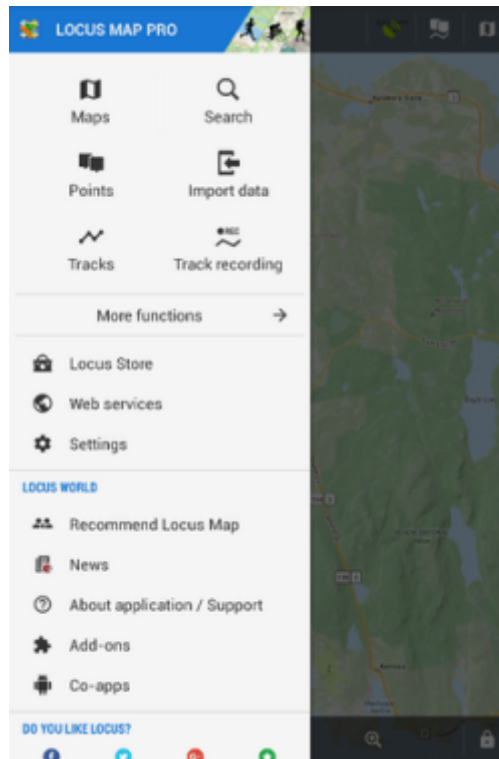 LOCUS MAP PRO
Maps
Search
Points
Import data
REC
Tracks
Track recording
More functions
Locus Store
Web services
Settings
LOCUS WORLD
Recommend Locus Map
News
About application / Support
Add-ons
Co-apps
DO YOU LIKE LOCUS?